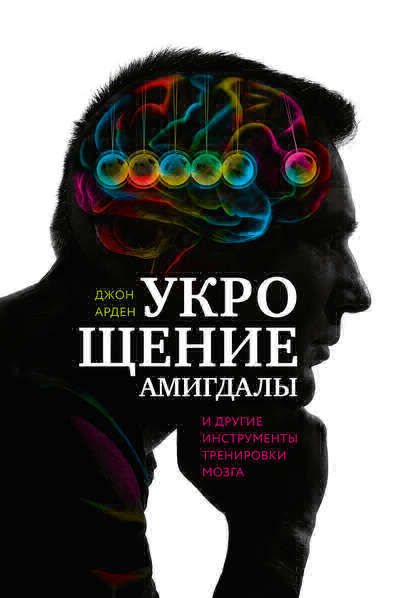 ДЖОН
АРДЕН
УКРО
ЩЕНИЕ
АМИГДАЛЫ
И ДРУГИЕ
ИНСТРУМЕНТЫ
ТРЕНИРОВКИ
МОЗГА